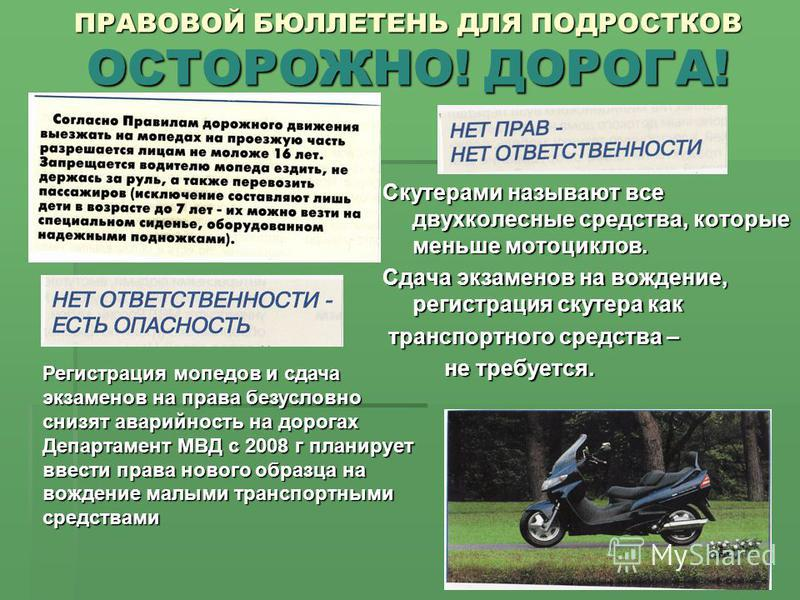 ПРАВОВОЙ БЮЛЛЕТЕНЬ ДЛЯ ПОДРОСТКОВ
ОСТОРОЖНО! ДОРОГА!
Согласно Правилам дорожного движения
выезжать на мопедах на проезжую часть
разрешается лицам не моложе 16 лет.
Запрещается водителю мопеда ездить, не
держась за руль, а также перевозить
пассажиров (исключение составляют лишь
дети в возрасте до 7 лет - их можно везти на
специальном сиденье, оборудованном
надежными подножками).
НЕТ ОТВЕТСТВЕННОСТИ -
ЕСТЬ ОПАСНОСТЬ
Регистрация мопедов и сдача
экзаменов на права безусловно
снизят аварийность на дорогах
Департамент МВД с 2008 г планирует
ввести права нового образца на
вождение малыми транспортными
средствами
НЕТ ПРАВ -
НЕТ ОТВЕТСТВЕННОСТИ
Скутерами называют все
двухколесные средства, которые
меньше мотоциклов.
Сдача экзаменов на вождение,
регистрация скутера как
транспортного средства –
не требуется.
MyShared